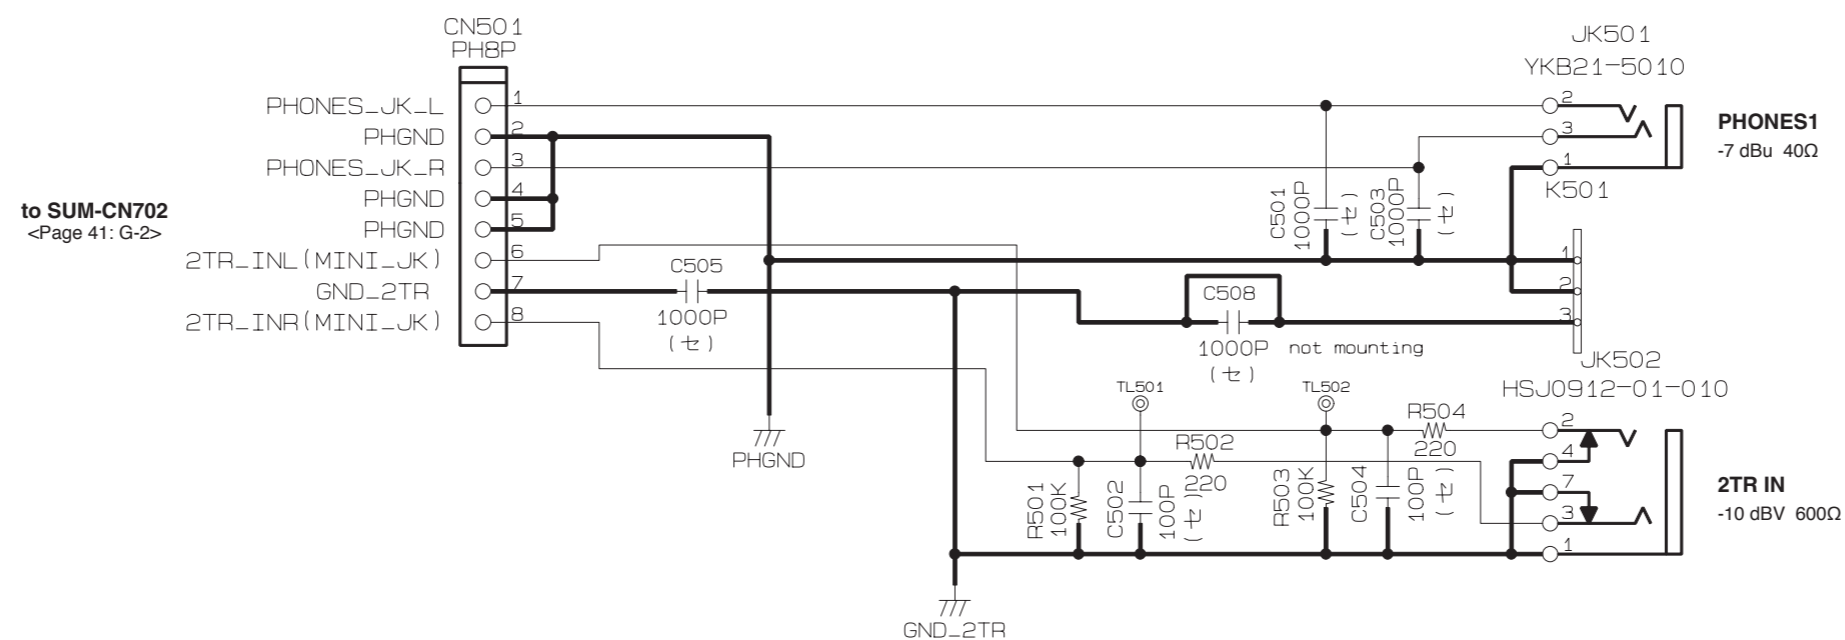 CN501
PH8P
PHONES_JK_L 1
PHGND 2
PHONES_JK_R 3
PHGND 4
PHGND 5
2TR_INL(MINI_JK) 6
GND_2TR 7
2TR_INR(MINI_JK) 8
to SUM-CN702
<Page 41: G-2>
C505
1000P
(セ)
PHGND
GND_2TR
C501
1000P
(セ)
C503
1000P
(セ)
C508
1000P not mounting
(セ)
JK501
YKB21-5010
2
3
1
PHONES1
-7 dBu 40Ω
K501
1
2
3
JK502
HSJ0912-01-010
2
4
7
3
1
2TR IN
-10 dBV 600Ω
TL501
TL502
R504
220
R502
220
R501
100K
C502
100P
(セ)
R503
100K
C504
100P
(セ)